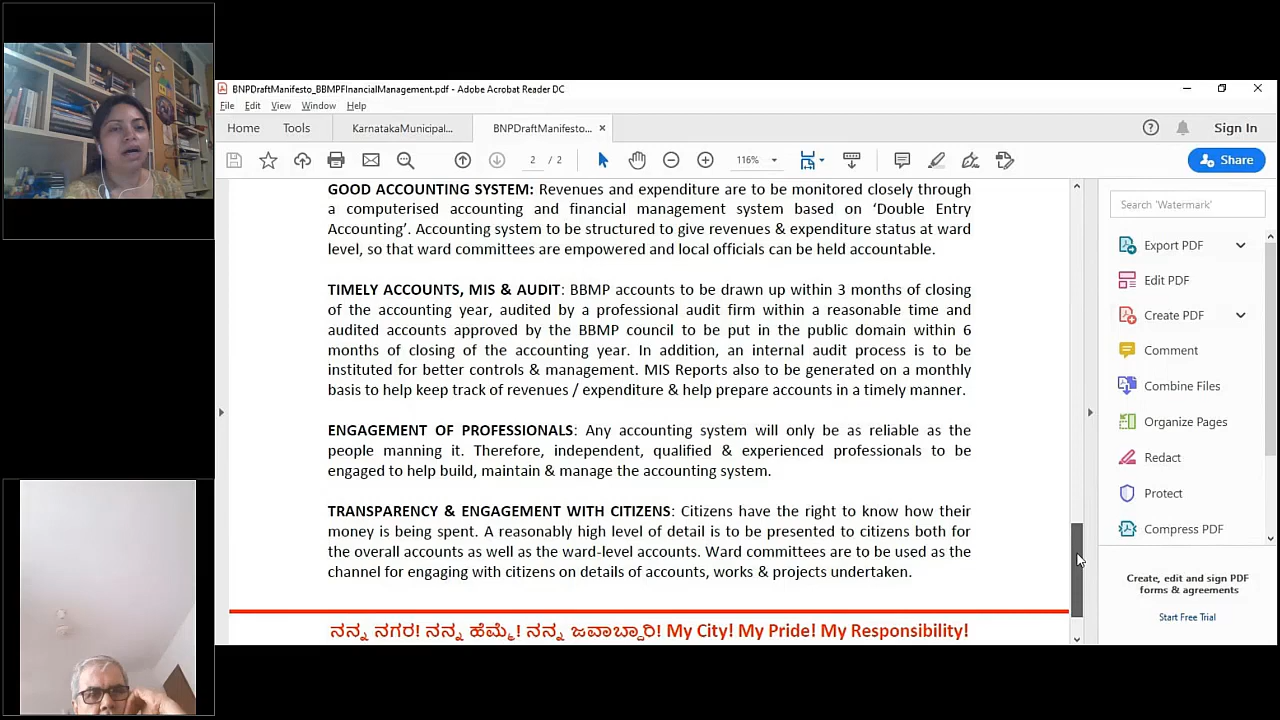 BNPDraftManifesto_BBMPFInancialManagement.pdf - Adobe Acrobat Reader DC
File Edit View Window Help
Home Tools KarnatakaMunicipal... BNPDraftManifesto... × Sign In
2 / 2 116% Share
GOOD ACCOUNTING SYSTEM: Revenues and expenditure are to be monitored closely through
a computerised accounting and financial management system based on ‘Double Entry
Accounting’. Accounting system to be structured to give revenues & expenditure status at ward
level, so that ward committees are empowered and local officials can be held accountable.
TIMELY ACCOUNTS, MIS & AUDIT: BBMP accounts to be drawn up within 3 months of closing
of the accounting year, audited by a professional audit firm within a reasonable time and
audited accounts approved by the BBMP council to be put in the public domain within 6
months of closing of the accounting year. In addition, an internal audit process is to be
instituted for better controls & management. MIS Reports also to be generated on a monthly
basis to help keep track of revenues / expenditure & help prepare accounts in a timely manner.
ENGAGEMENT OF PROFESSIONALS: Any accounting system will only be as reliable as the
people manning it. Therefore, independent, qualified & experienced professionals to be
engaged to help build, maintain & manage the accounting system.
TRANSPARENCY & ENGAGEMENT WITH CITIZENS: Citizens have the right to know how their
money is being spent. A reasonably high level of detail is to be presented to citizens both for
the overall accounts as well as the ward-level accounts. Ward committees are to be used as the
channel for engaging with citizens on details of accounts, works & projects undertaken.
ನನ್ನ ನಗರ! ನನ್ನ ಹೆಮ್ಮೆ! ನನ್ನ ಜವಾಬ್ದಾರಿ! My City! My Pride! My Responsibility!
Search 'Watermark'
Export PDF
Edit PDF
Create PDF
Comment
Combine Files
Organize Pages
Redact
Protect
Compress PDF
Create, edit and sign PDF
forms & agreements
Start Free Trial